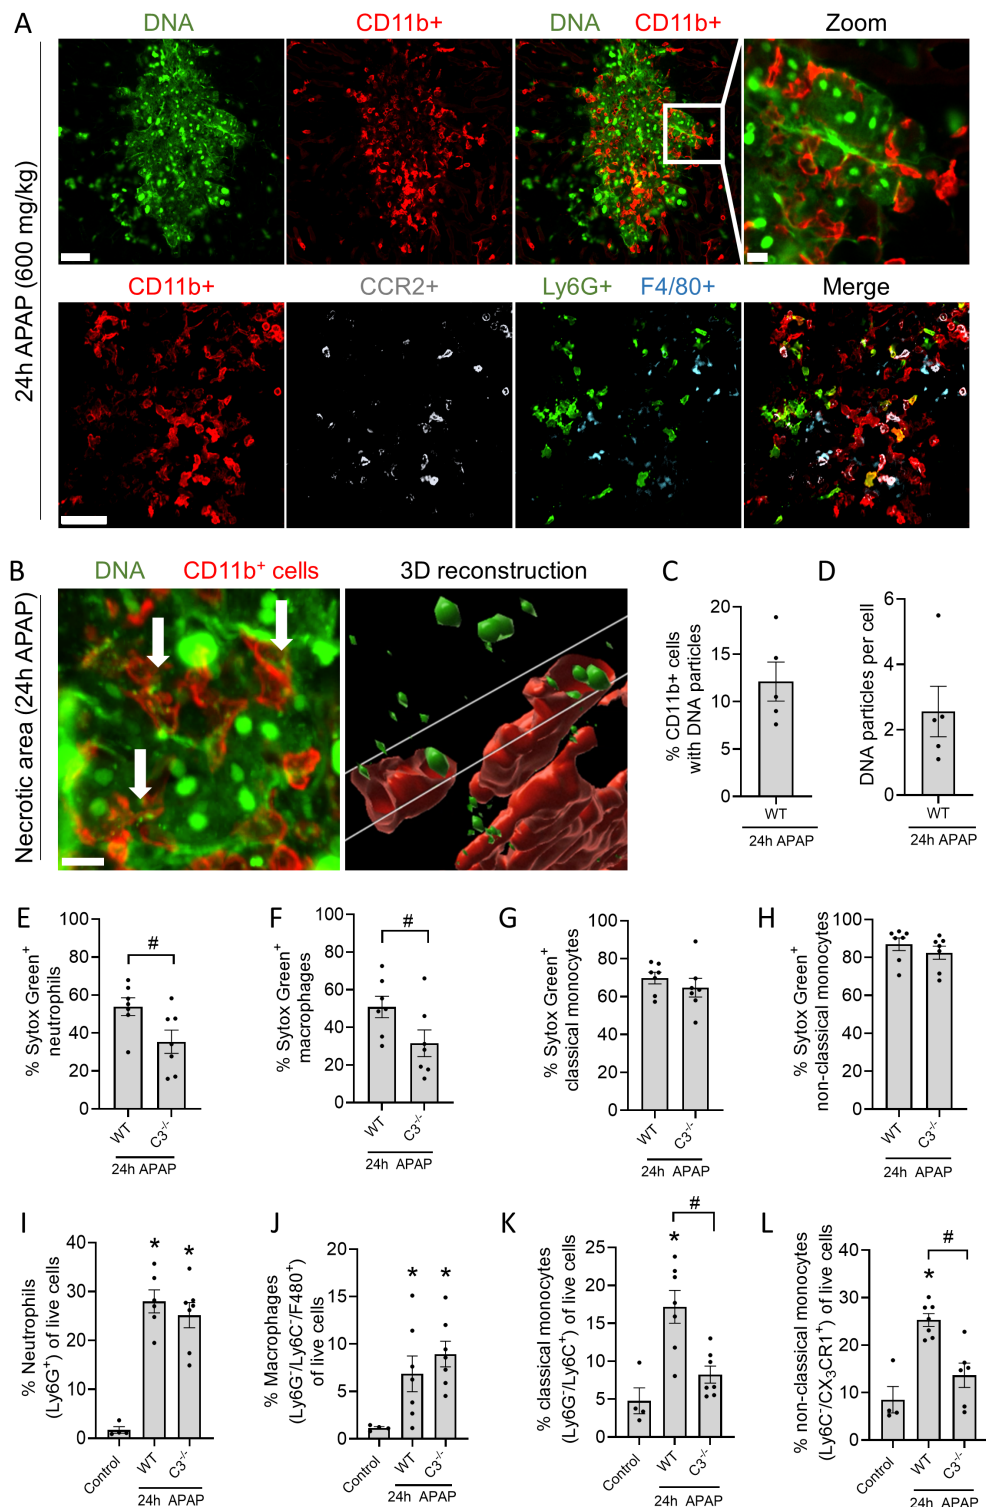 A
DNA
CD11b+
DNA CD11b+
Zoom
24h APAP (600 mg/kg)
CD11b+
CCR2+
Ly6G+ F4/80+
Merge
B
DNA CD11b⁺ cells
3D reconstruction
Necrotic area (24h APAP)
C
% CD11b+ cells
with DNA particles
20
15
10
5
0
WT
24h APAP
D
DNA particles per cell
6
4
2
0
WT
24h APAP
E
% Sytox Green⁺
neutrophils
100
80
60
40
20
0
#
WT
C3⁻/⁻
24h APAP
F
% Sytox Green⁺
macrophages
100
80
60
40
20
0
#
WT
C3⁻/⁻
24h APAP
G
% Sytox Green⁺
classical monocytes
100
80
60
40
20
0
WT
C3⁻/⁻
24h APAP
H
% Sytox Green⁺
non-classical monocytes
100
80
60
40
20
0
WT
C3⁻/⁻
24h APAP
I
% Neutrophils
(Ly6G⁺) of live cells
40
30
20
10
0
*
*
Control
WT
C3⁻/⁻
24h APAP
J
% Macrophages
(Ly6G⁻/Ly6C⁻/F480⁺)
of live cells
20
15
10
5
0
*
*
Control
WT
C3⁻/⁻
24h APAP
K
% classical monocytes
(Ly6G⁻/Ly6C⁺) of live cells
25
20
15
10
5
0
*
#
Control
WT
C3⁻/⁻
24h APAP
L
% non-classical monocytes
(Ly6C⁻/CX₃CR1⁺) of live cells
40
30
20
10
0
*
#
Control
WT
C3⁻/⁻
24h APAP